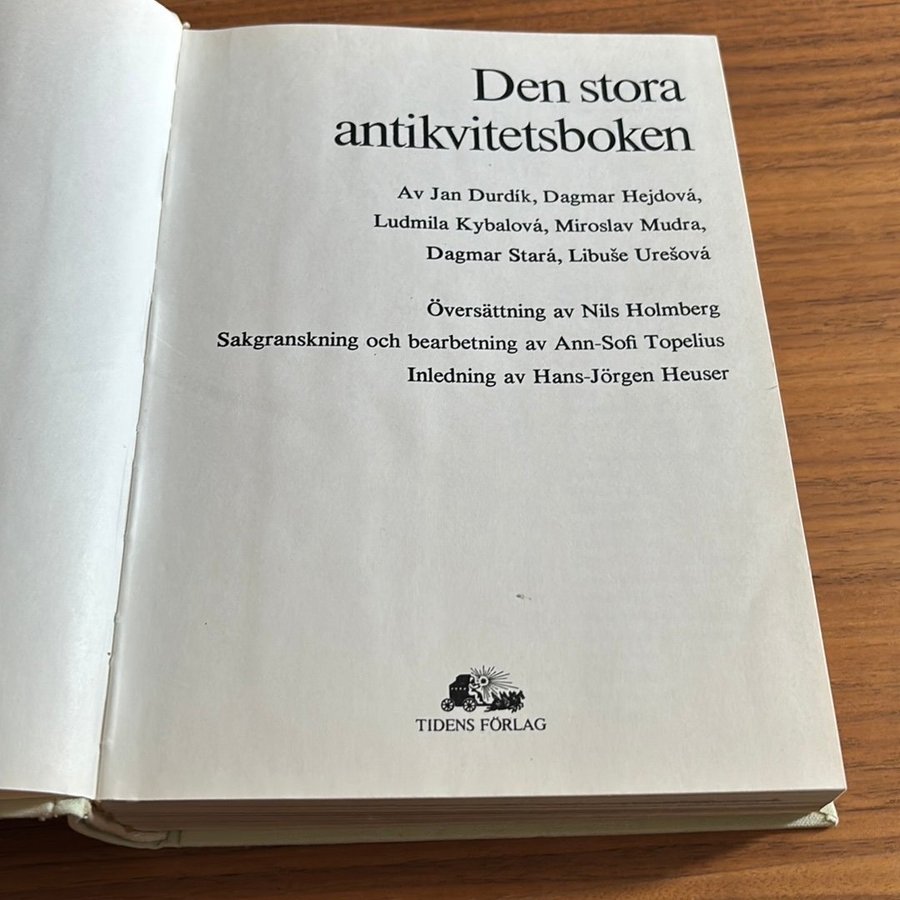 Den stora
antikvitetsboken
Av Jan Durdík, Dagmar Hejdová,
Ludmila Kybalová, Miroslav Mudra,
Dagmar Stará, Libuše Urešová
Översättning av Nils Holmberg
Sakgranskning och bearbetning av Ann-Sofi Topelius
Inledning av Hans-Jörgen Heuser
TIDENS FÖRLAG